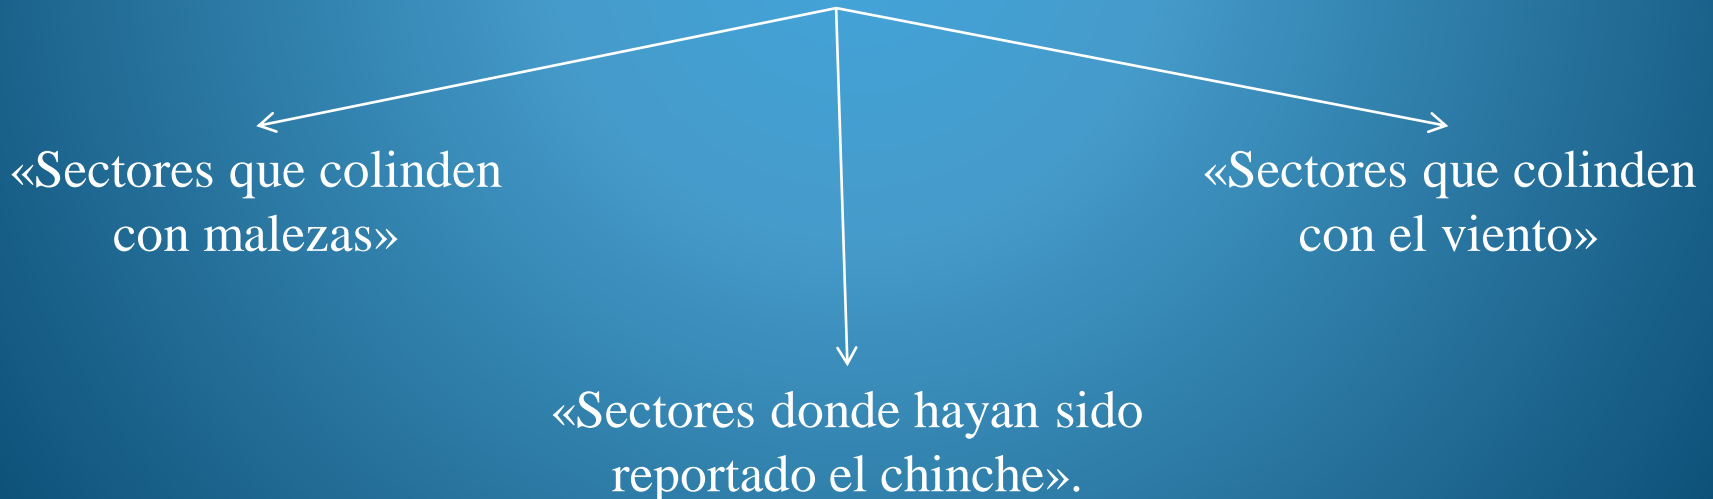 «Sectores que colinden
con malezas»
«Sectores que colinden
con el viento»
«Sectores donde hayan sido
reportado el chinche».